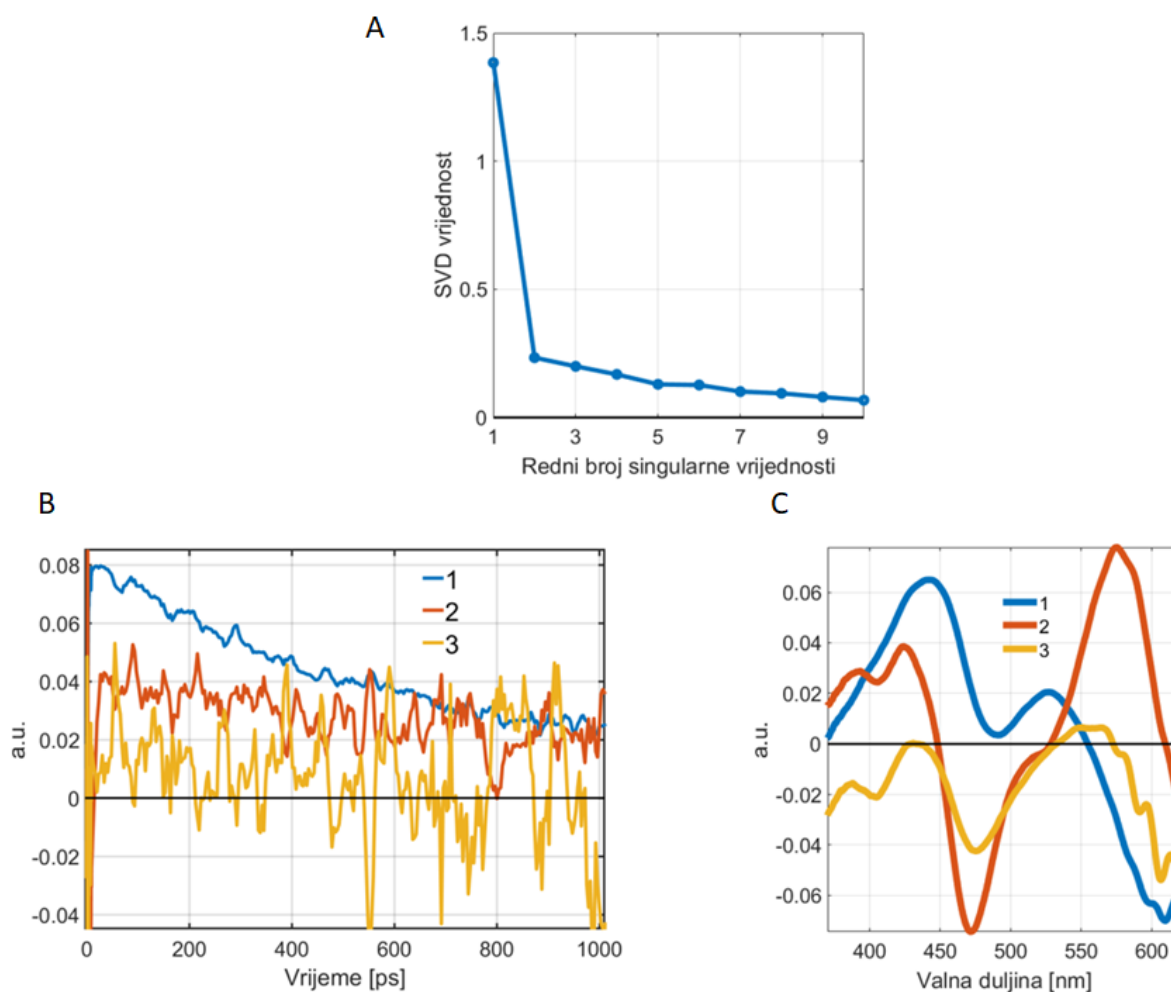 A
1.5
1
0.5
0
SVD vrijednost
1 3 5 7 9
Redni broj singularne vrijednosti
B
0.08
0.06
0.04
0.02
0
-0.02
-0.04
a.u.
1
2
3
0 200 400 600 800 1000
Vrijeme [ps]
C
0.06
0.04
0.02
0
-0.02
-0.04
-0.06
a.u.
1
2
3
400 450 500 550 600
Valna duljina [nm]